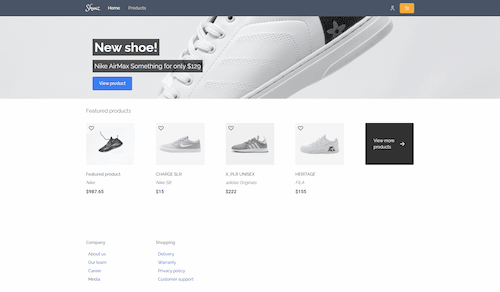 Shoes.
Home
Products
New shoe!
Nike AirMax Something for only $129
View product
Featured products
Featured product
Nike
$987.65
CHARGE SLR
Nike SB
$15
X_PLR UNISEX
adidas Originals
$222
HERITAGE
FILA
$155
View more
products
Company
About us
Our team
Career
Media
Shopping
Delivery
Warranty
Privacy policy
Customer support